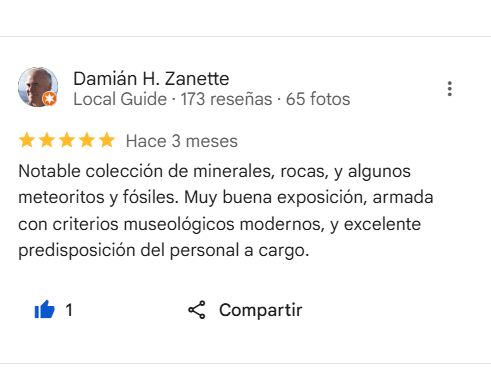 Damián H. Zanette
Local Guide · 173 reseñas · 65 fotos
Hace 3 meses
Notable colección de minerales, rocas, y algunos
meteoritos y fósiles. Muy buena exposición, armada
con criterios museológicos modernos, y excelente
predisposición del personal a cargo.
1
Compartir